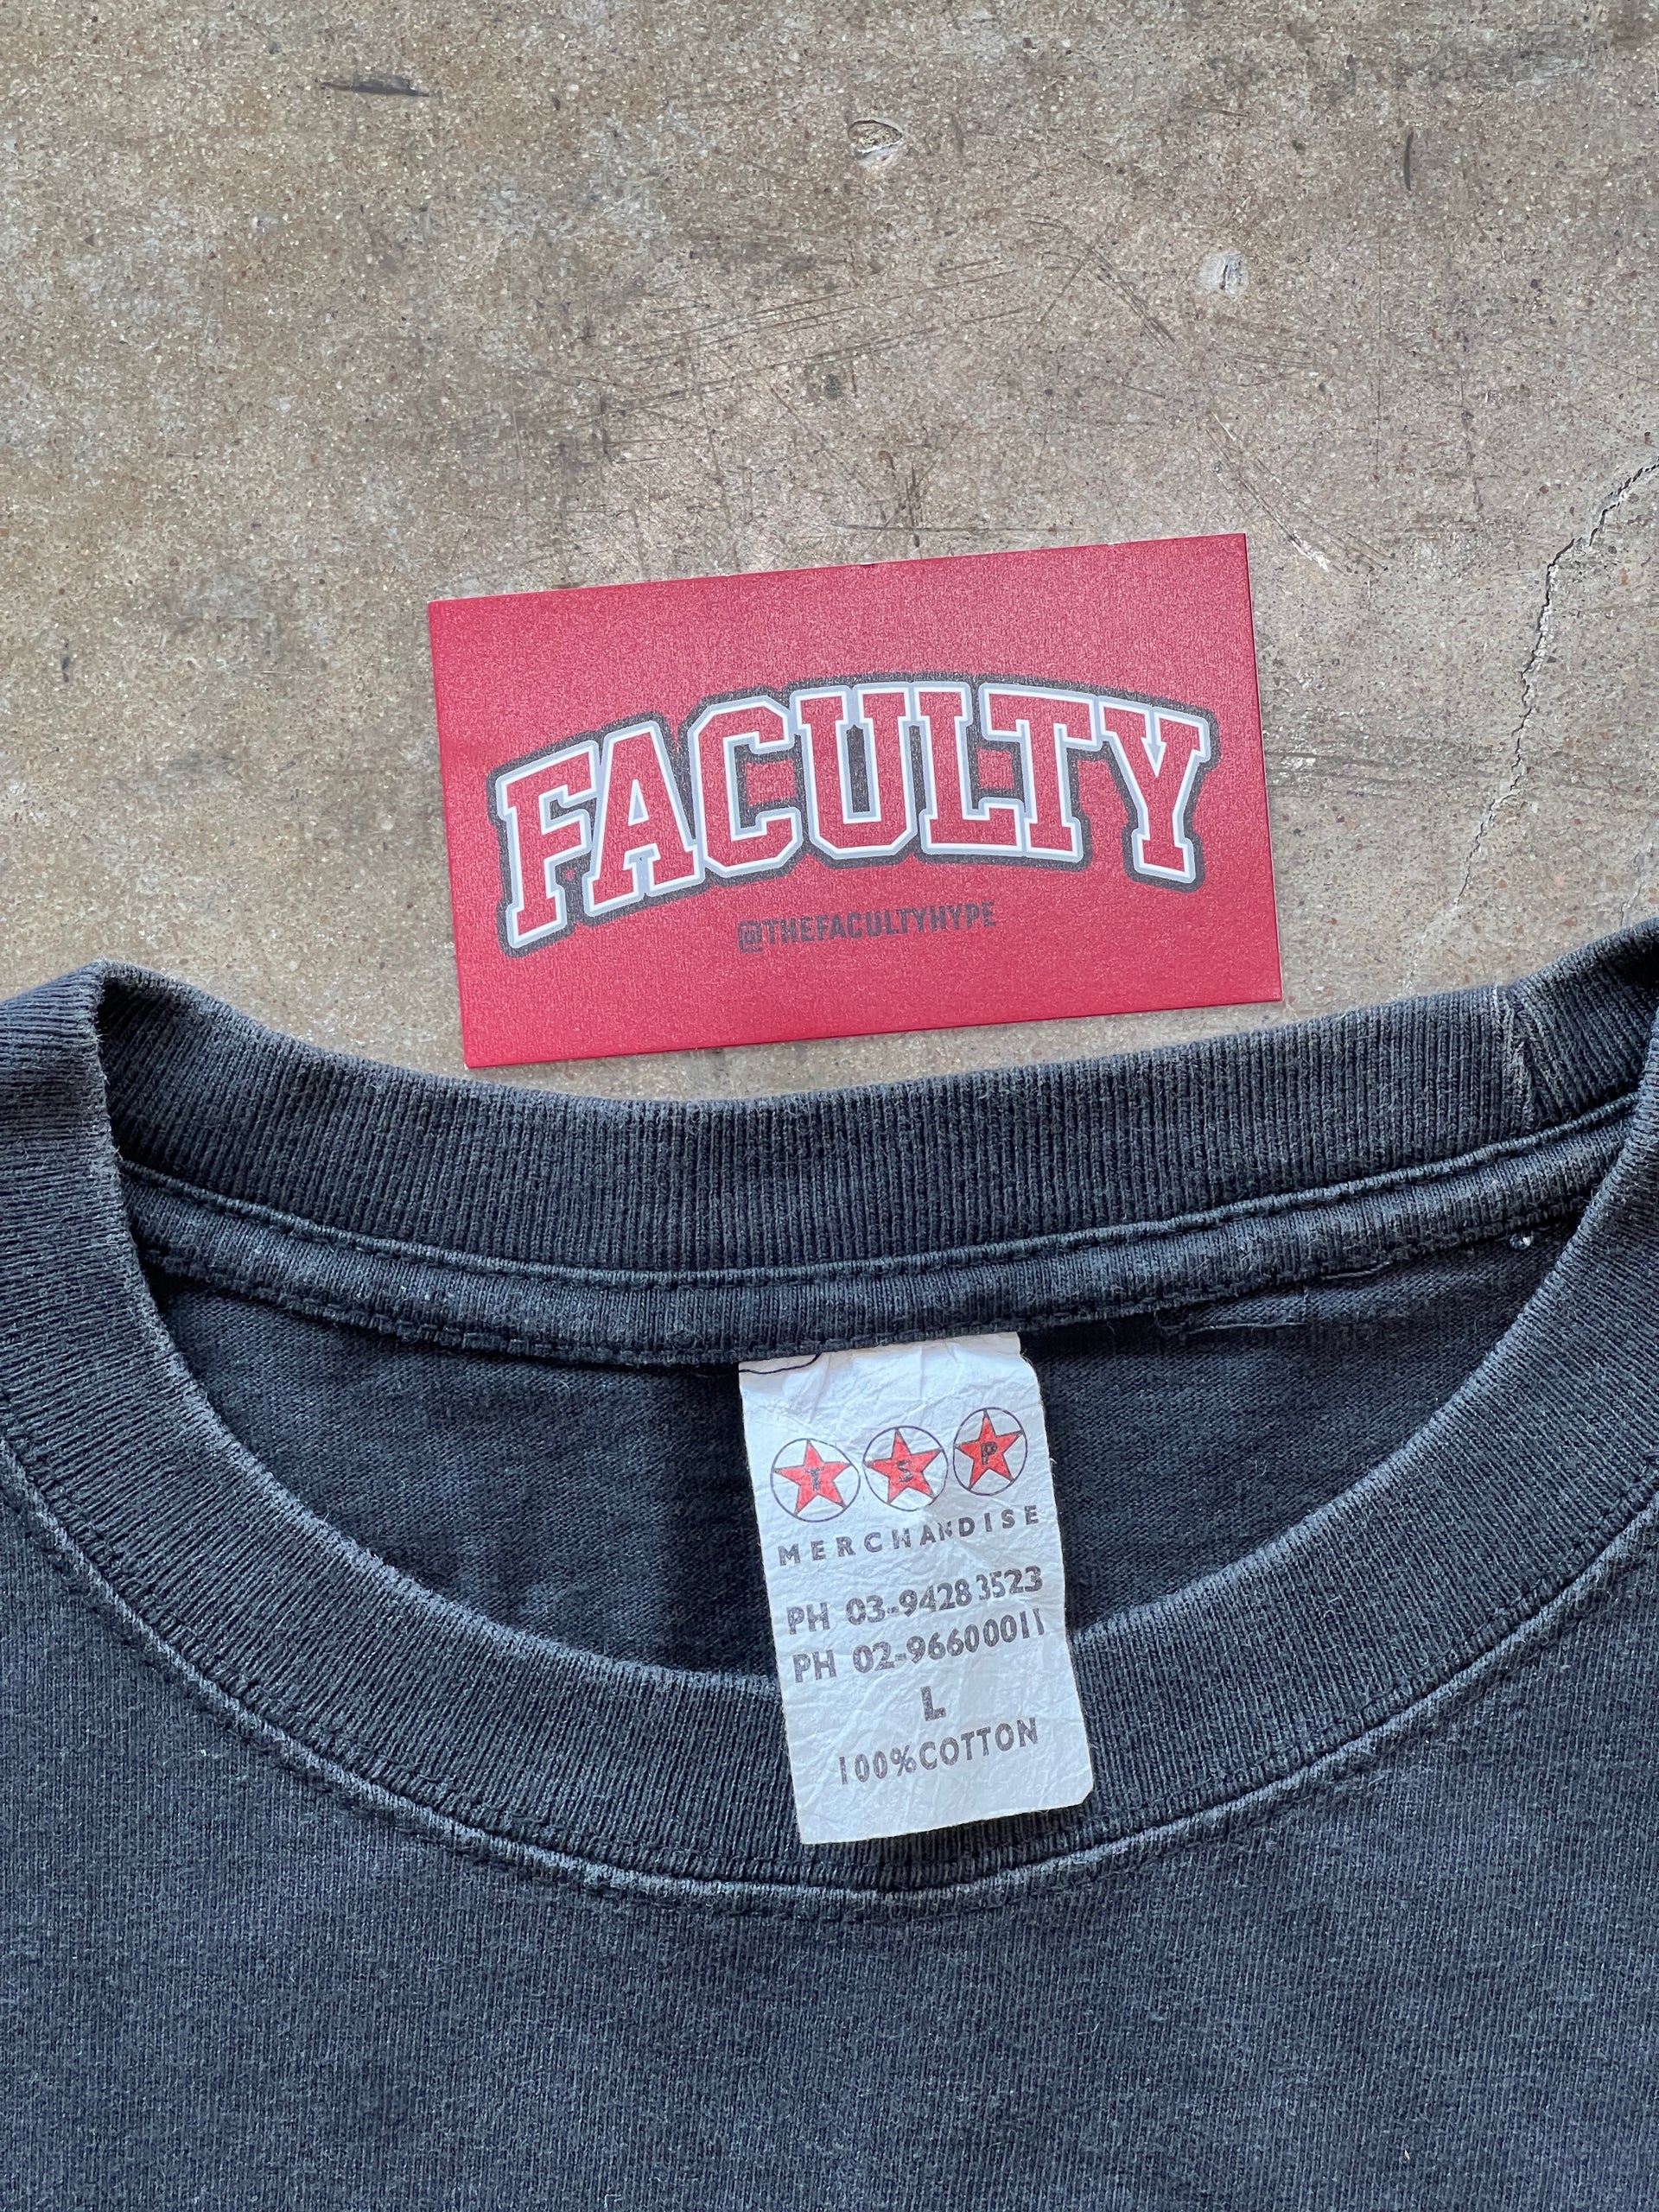 FACULTY
@THEFACULTYHYPE
T S P
MERCHANDISE
PH 03-9428 3523
PH 02-96600011
L
100% COTTON